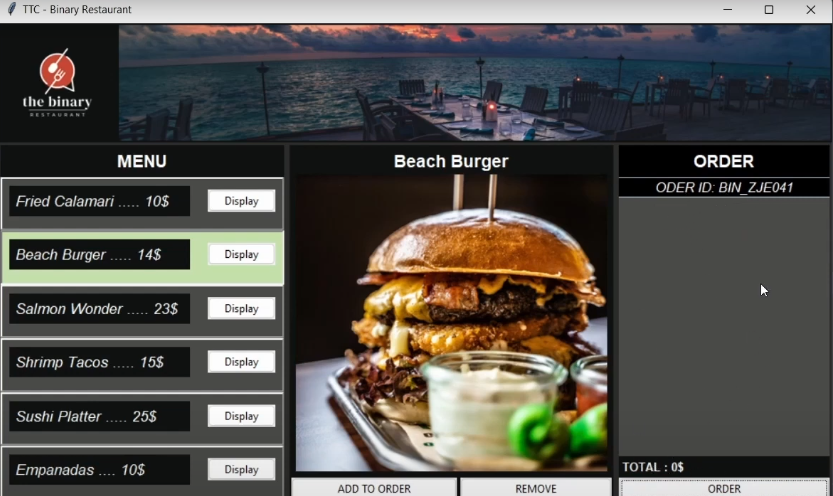 TTC - Binary Restaurant
the binary
RESTAURANT
MENU
Fried Calamari ..... 10$ Display
Beach Burger ..... 14$ Display
Salmon Wonder ..... 23$ Display
Shrimp Tacos ..... 15$ Display
Sushi Platter ..... 25$ Display
Empanadas .... 10$ Display
Beach Burger
ADD TO ORDER REMOVE
ORDER
ODER ID: BIN_ZJE041
TOTAL : 0$
ORDER